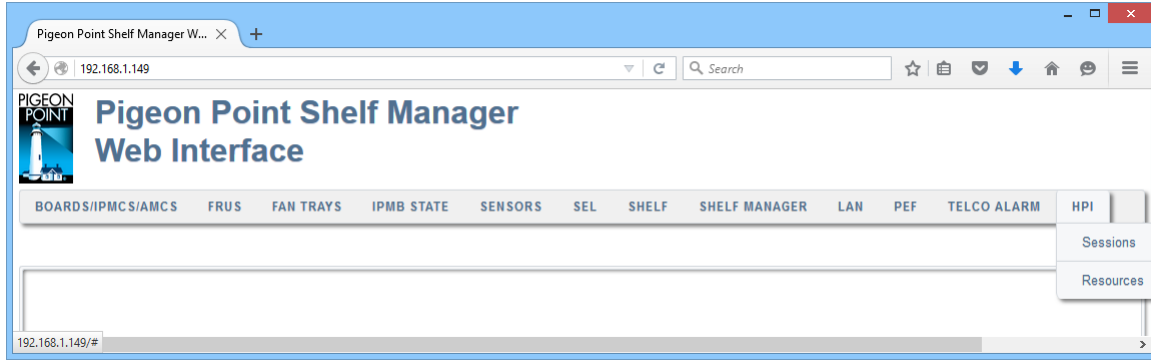 Pigeon Point Shelf Manager W...
192.168.1.149
Search
PIGEON
POINT
Pigeon Point Shelf Manager
Web Interface
BOARDS/IPMCS/AMCS FRUS FAN TRAYS IPMB STATE SENSORS SEL SHELF SHELF MANAGER LAN PEF TELCO ALARM HPI
Sessions
Resources
192.168.1.149/#